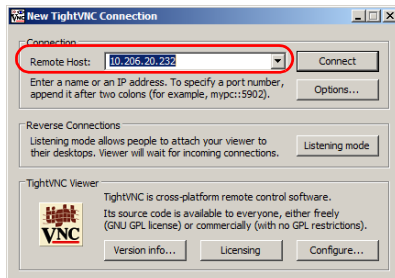 New TightVNC Connection
Connection
Remote Host: 10.206.20.232
Connect
Enter a name or an IP address. To specify a port number,
append it after two colons (for example, mypc::5902).
Options...
Reverse Connections
Listening mode allows people to attach your viewer to
their desktops. Viewer will wait for incoming connections.
Listening mode
TightVNC Viewer
tight
VNC
TightVNC is cross-platform remote control software.
Its source code is available to everyone, either freely
(GNU GPL license) or commercially (with no GPL restrictions).
Version info...
Licensing
Configure...